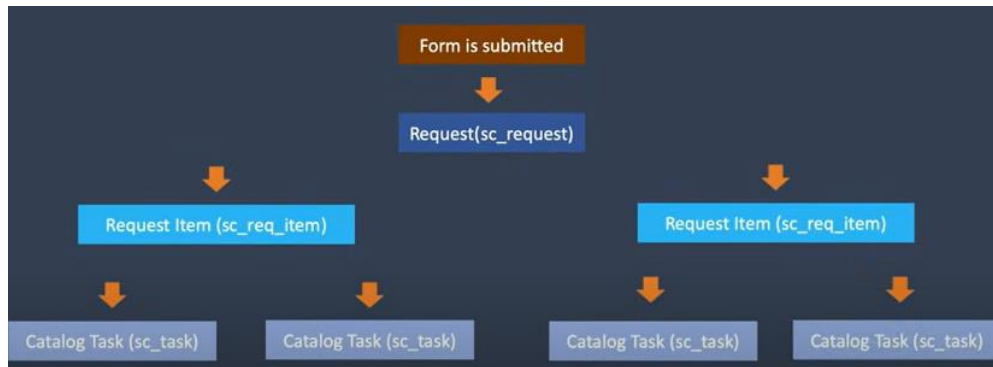 Form is submitted
Request(sc_request)
Request Item (sc_req_item)
Request Item (sc_req_item)
Catalog Task (sc_task)
Catalog Task (sc_task)
Catalog Task (sc_task)
Catalog Task (sc_task)